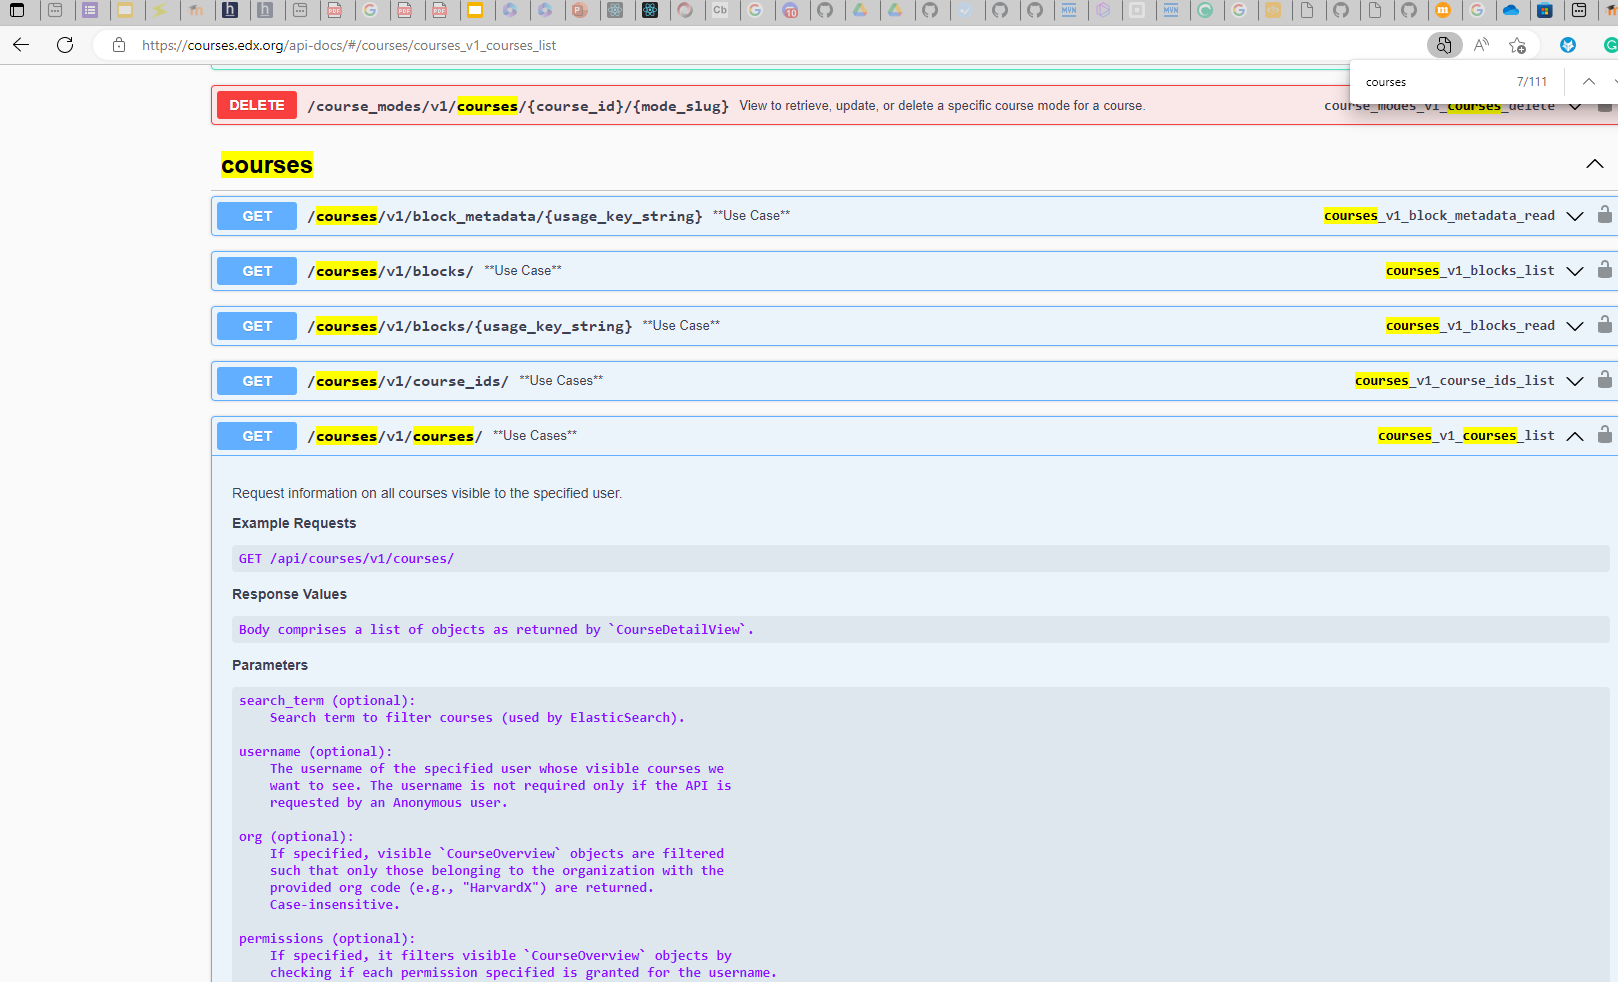 https://courses.edx.org/api-docs/#/courses/courses_v1_courses_list
courses 7/111
DELETE /course_modes/v1/courses/{course_id}/{mode_slug} View to retrieve, update, or delete a specific course mode for a course. course_modes_v1_courses_delete
courses
GET /courses/v1/block_metadata/{usage_key_string} **Use Case** courses_v1_block_metadata_read
GET /courses/v1/blocks/ **Use Case** courses_v1_blocks_list
GET /courses/v1/blocks/{usage_key_string} **Use Case** courses_v1_blocks_read
GET /courses/v1/course_ids/ **Use Cases** courses_v1_course_ids_list
GET /courses/v1/courses/ **Use Cases** courses_v1_courses_list
Request information on all courses visible to the specified user.
Example Requests
GET /api/courses/v1/courses/
Response Values
Body comprises a list of objects as returned by `CourseDetailView`.
Parameters
search_term (optional):
Search term to filter courses (used by ElasticSearch).
username (optional):
The username of the specified user whose visible courses we
want to see. The username is not required only if the API is
requested by an Anonymous user.
org (optional):
If specified, visible `CourseOverview` objects are filtered
such that only those belonging to the organization with the
provided org code (e.g., "HarvardX") are returned.
Case-insensitive.
permissions (optional):
If specified, it filters visible `CourseOverview` objects by
checking if each permission specified is granted for the username.